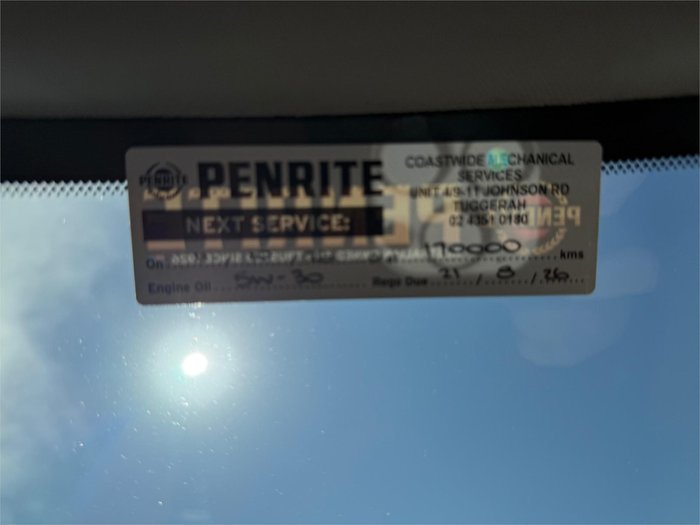 PENRITE
PENRITE
COASTWIDE MECHANICAL
SERVICES
UNIT 4/9-11 JOHNSON RD
TUGGERAH
02 4351 0180
NEXT SERVICE:
On
170000 kms
Engine Oil 5W-30 Rego Due 21/8/26